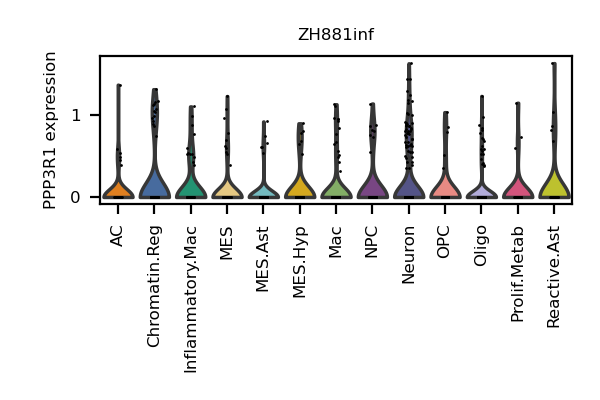 ZH881inf
PPP3R1 expression
1
0
AC
Chromatin.Reg
Inflammatory.Mac
MES
MES.Ast
MES.Hyp
Mac
NPC
Neuron
OPC
Oligo
Prolif.Metab
Reactive.Ast